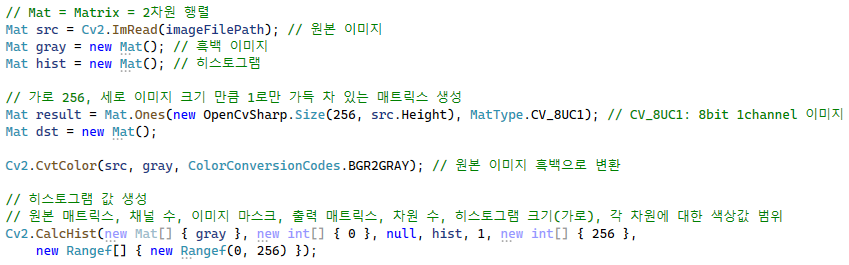 // Mat = Matrix = 2차원 행렬
Mat src = Cv2.ImRead(imageFilePath); // 원본 이미지
Mat gray = new Mat(); // 흑백 이미지
Mat hist = new Mat(); // 히스토그램

// 가로 256, 세로 이미지 크기 만큼 1로만 가득 차 있는 매트릭스 생성
Mat result = Mat.Ones(new OpenCvSharp.Size(256, src.Height), MatType.CV_8UC1); // CV_8UC1: 8bit 1channel 이미지
Mat dst = new Mat();

Cv2.CvtColor(src, gray, ColorConversionCodes.BGR2GRAY); // 원본 이미지 흑백으로 변환

// 히스토그램 값 생성
// 원본 매트릭스, 채널 수, 이미지 마스크, 출력 매트릭스, 차원 수, 히스토그램 크기(가로), 각 차원에 대한 색상값 범위
Cv2.CalcHist(new Mat[] { gray }, new int[] { 0 }, null, hist, 1, new int[] { 256 },
    new Rangef[] { new Rangef(0, 256) });